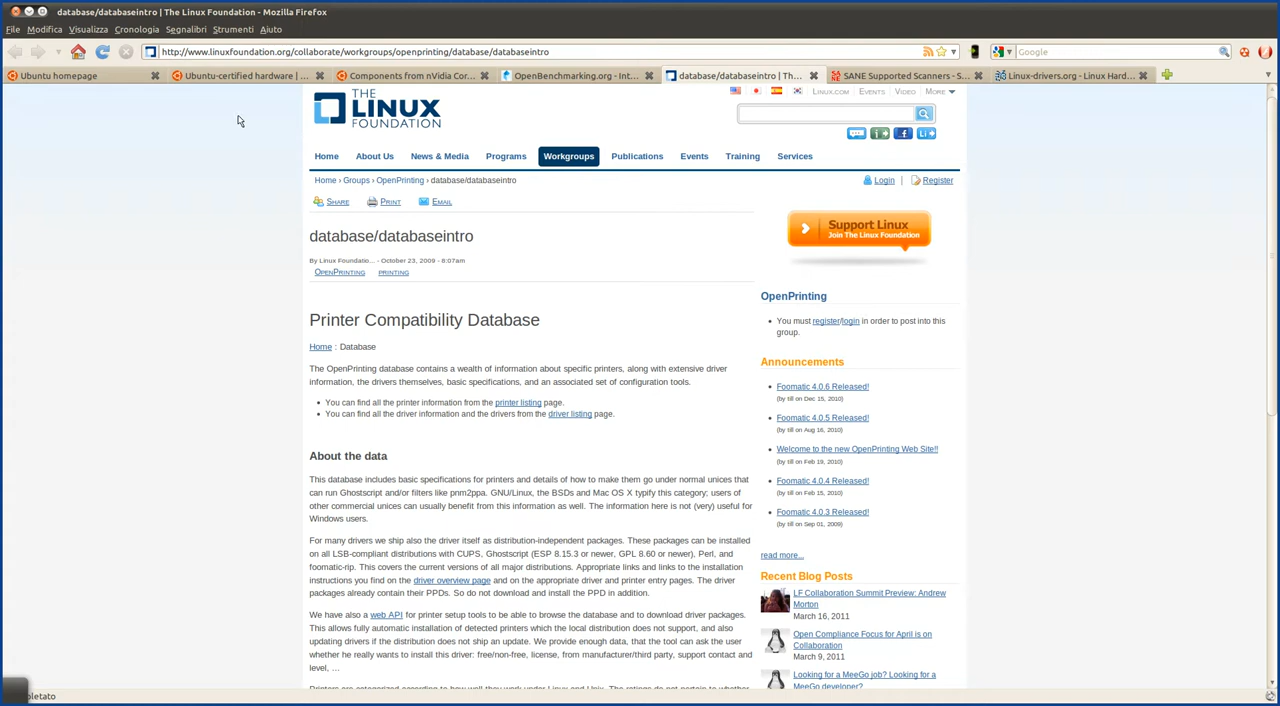 database/databaseintro | The Linux Foundation - Mozilla Firefox
File Modifica Visualizza Cronologia Segnalibri Strumenti Aiuto
http://www.linuxfoundation.org/collaborate/workgroups/openprinting/database/databaseintro
Google
Ubuntu homepage
Ubuntu-certified hardware | ...
Components from nVidia Cor...
OpenBenchmarking.org - Int...
database/databaseintro | Th...
SANE Supported Scanners - S...
Linux-drivers.org - Linux Hard...
THE LINUX FOUNDATION
Linux.com Events Video More
Home About Us News & Media Programs Workgroups Publications Events Training Services
Home › Groups › OpenPrinting › database/databaseintro
Login | Register
Share Print Email
database/databaseintro
By Linux Foundatio... - October 23, 2009 - 8:07am
OpenPrinting printing
Printer Compatibility Database
Home : Database
The OpenPrinting database contains a wealth of information about specific printers, along with extensive driver
information, the drivers themselves, basic specifications, and an associated set of configuration tools.
• You can find all the printer information from the printer listing page.
• You can find all the driver information and the drivers from the driver listing page.
About the data
This database includes basic specifications for printers and details of how to make them go under normal unices that
can run Ghostscript and/or filters like pnm2ppa. GNU/Linux, the BSDs and Mac OS X typify this category; users of
other commercial unices can usually benefit from this information as well. The information here is not (very) useful for
Windows users.
For many drivers we ship also the driver itself as distribution-independent packages. These packages can be installed
on all LSB-compliant distributions with CUPS, Ghostscript (ESP 8.15.3 or newer, GPL 8.60 or newer), Perl, and
foomatic-rip. This covers the current versions of all major distributions. Appropriate links and links to the installation
instructions you find on the driver overview page and on the appropriate driver and printer entry pages. The driver
packages already contain their PPDs. So do not download and install the PPD in addition.
We have also a web API for printer setup tools to be able to browse the database and to download driver packages.
This allows fully automatic installation of detected printers which the local distribution does not support, and also
updating drivers if the distribution does not ship an update. We provide enough data, that the tool can ask the user
whether he really wants to install this driver: free/non-free, license, from manufacturer/third party, support contact and
level, …
Printers are categorized according to how well they work under Linux and Unix. The ratings do not pertain to whether
Support Linux
Join The Linux Foundation
OpenPrinting
• You must register/login in order to post into this
group.
Announcements
• Foomatic 4.0.6 Released!
(by till on Dec 15, 2010)
• Foomatic 4.0.5 Released!
(by till on Aug 16, 2010)
• Welcome to the new OpenPrinting Web Site!!
(by till on Feb 19, 2010)
• Foomatic 4.0.4 Released!
(by till on Feb 15, 2010)
• Foomatic 4.0.3 Released!
(by till on Sep 01, 2009)
read more...
Recent Blog Posts
LF Collaboration Summit Preview: Andrew
Morton
March 16, 2011
Open Compliance Focus for April is on
Collaboration
March 9, 2011
Looking for a MeeGo job? Looking for a
MeeGo developer?
pletato